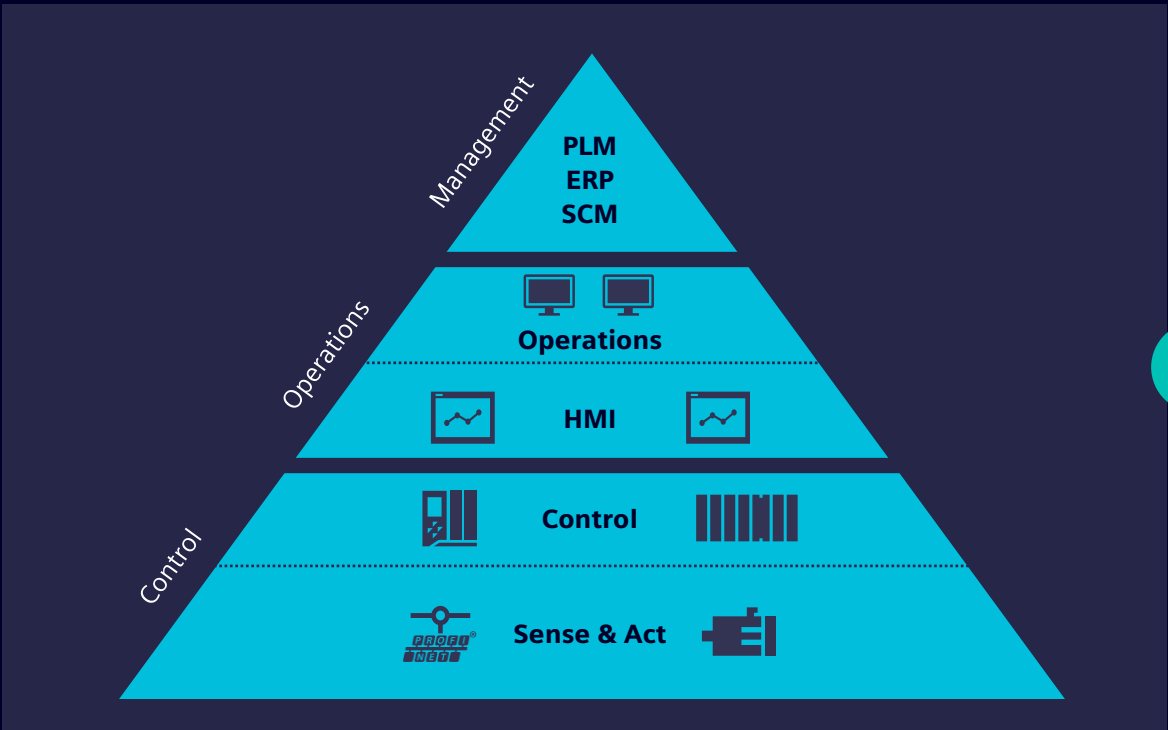 Management
PLM
ERP
SCM
Operations
Operations
HMI
Control
Control
PROFI®
NET
Sense & Act